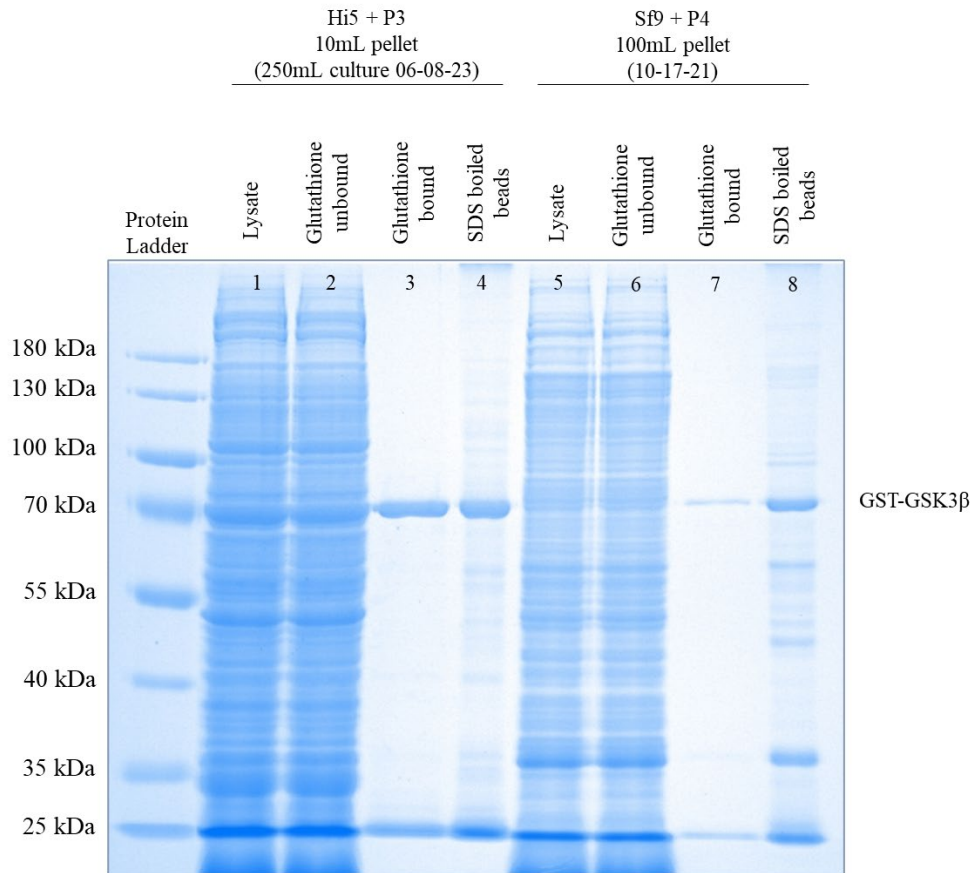 Hi5 + P3
10mL pellet
(250mL culture 06-08-23)
Sf9 + P4
100mL pellet
(10-17-21)
Protein
Ladder
Lysate
Glutathione
unbound
Glutathione
bound
SDS boiled
beads
Lysate
Glutathione
unbound
Glutathione
bound
SDS boiled
beads
1 2 3 4 5 6 7 8
180 kDa
130 kDa
100 kDa
70 kDa
GST-GSK3β
55 kDa
40 kDa
35 kDa
25 kDa